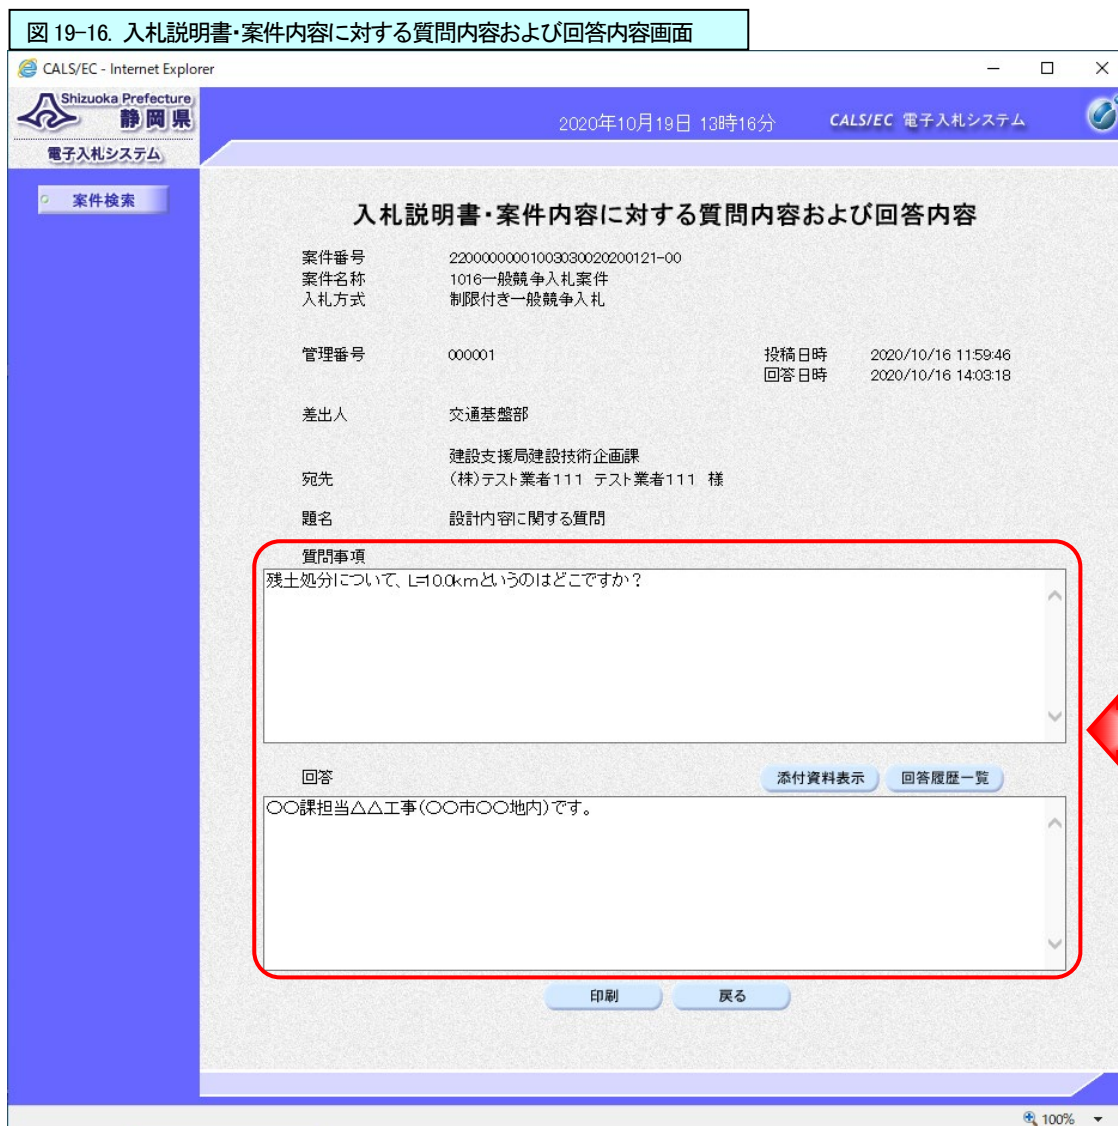 図 19-16. 入札説明書・案件内容に対する質問内容および回答内容画面
CALS/EC - Internet Explorer
Shizuoka Prefecture
静岡県
2020年10月19日 13時16分 CALS/EC 電子入札システム
電子入札システム
案件検索
入札説明書・案件内容に対する質問内容および回答内容
案件番号 22000000001003030020200121-00
案件名称 1016一般競争入札案件
入札方式 制限付き一般競争入札
管理番号 000001 投稿日時 2020/10/16 11:59:46
回答日時 2020/10/16 14:03:18
差出人 交通基盤部
建設支援局建設技術企画課
宛先 (株)テスト業者111 テスト業者111 様
題名 設計内容に関する質問
質問事項
残土処分について、L=10.0kmというのはどこですか？
回答 添付資料表示 回答履歴一覧
〇〇課担当△△工事(〇〇市〇〇地内)です。
印刷 戻る
100%